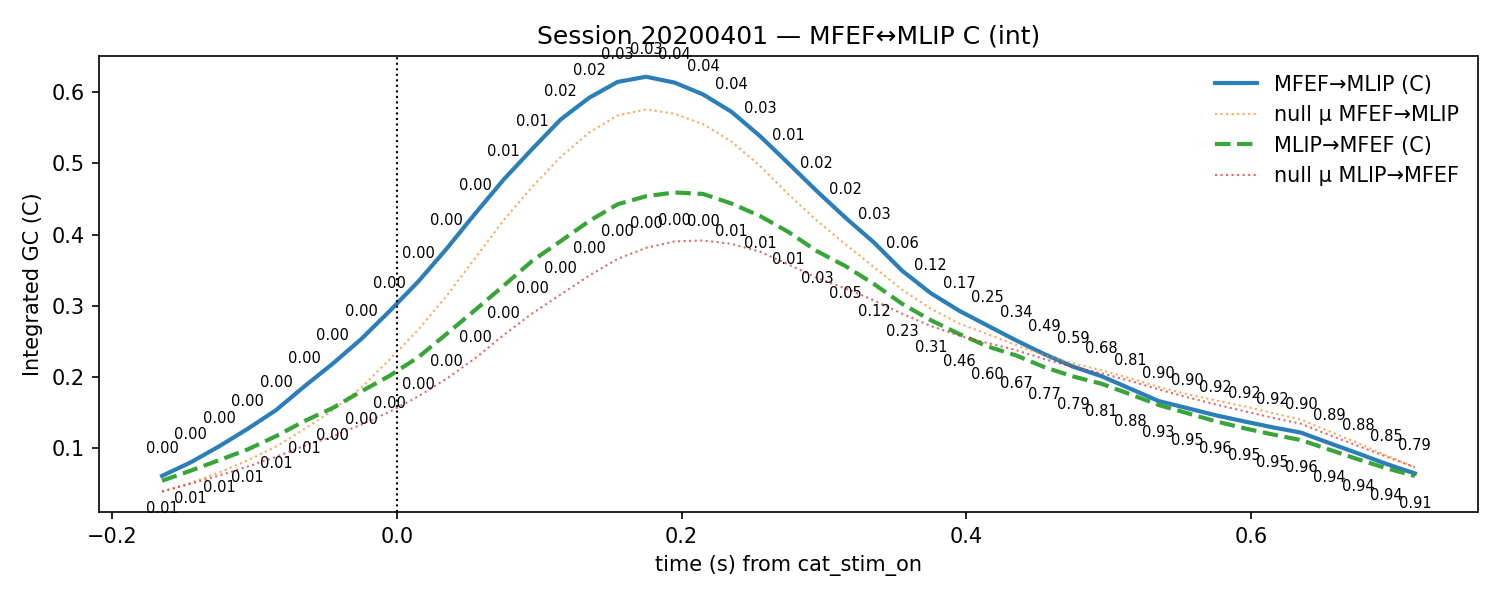 Session 20200401 — MFEF↔MLIP C (int)
MFEF→MLIP (C)
null μ MFEF→MLIP
MLIP→MFEF (C)
null μ MLIP→MFEF
Integrated GC (C)
0.6
0.5
0.4
0.3
0.2
0.1
0.00 0.00 0.00 0.00 0.00 0.00 0.00 0.00 0.00 0.00 0.00 0.00 0.01 0.01 0.02 0.02 0.03 0.03 0.04 0.04 0.04 0.03 0.01 0.02 0.02 0.03 0.06 0.12 0.17 0.25 0.34 0.49 0.59 0.68 0.81 0.90 0.90 0.92 0.92 0.92 0.90 0.89 0.88 0.85 0.79
0.01 0.01 0.01 0.01 0.01 0.01 0.00 0.00 0.00 0.00 0.00 0.00 0.00 0.00 0.00 0.00 0.00 0.00 0.00 0.00 0.01 0.01 0.01 0.03 0.05 0.12 0.23 0.31 0.46 0.60 0.67 0.77 0.79 0.81 0.88 0.93 0.95 0.96 0.95 0.95 0.96 0.94 0.94 0.94 0.91
−0.2 0.0 0.2 0.4 0.6
time (s) from cat_stim_on